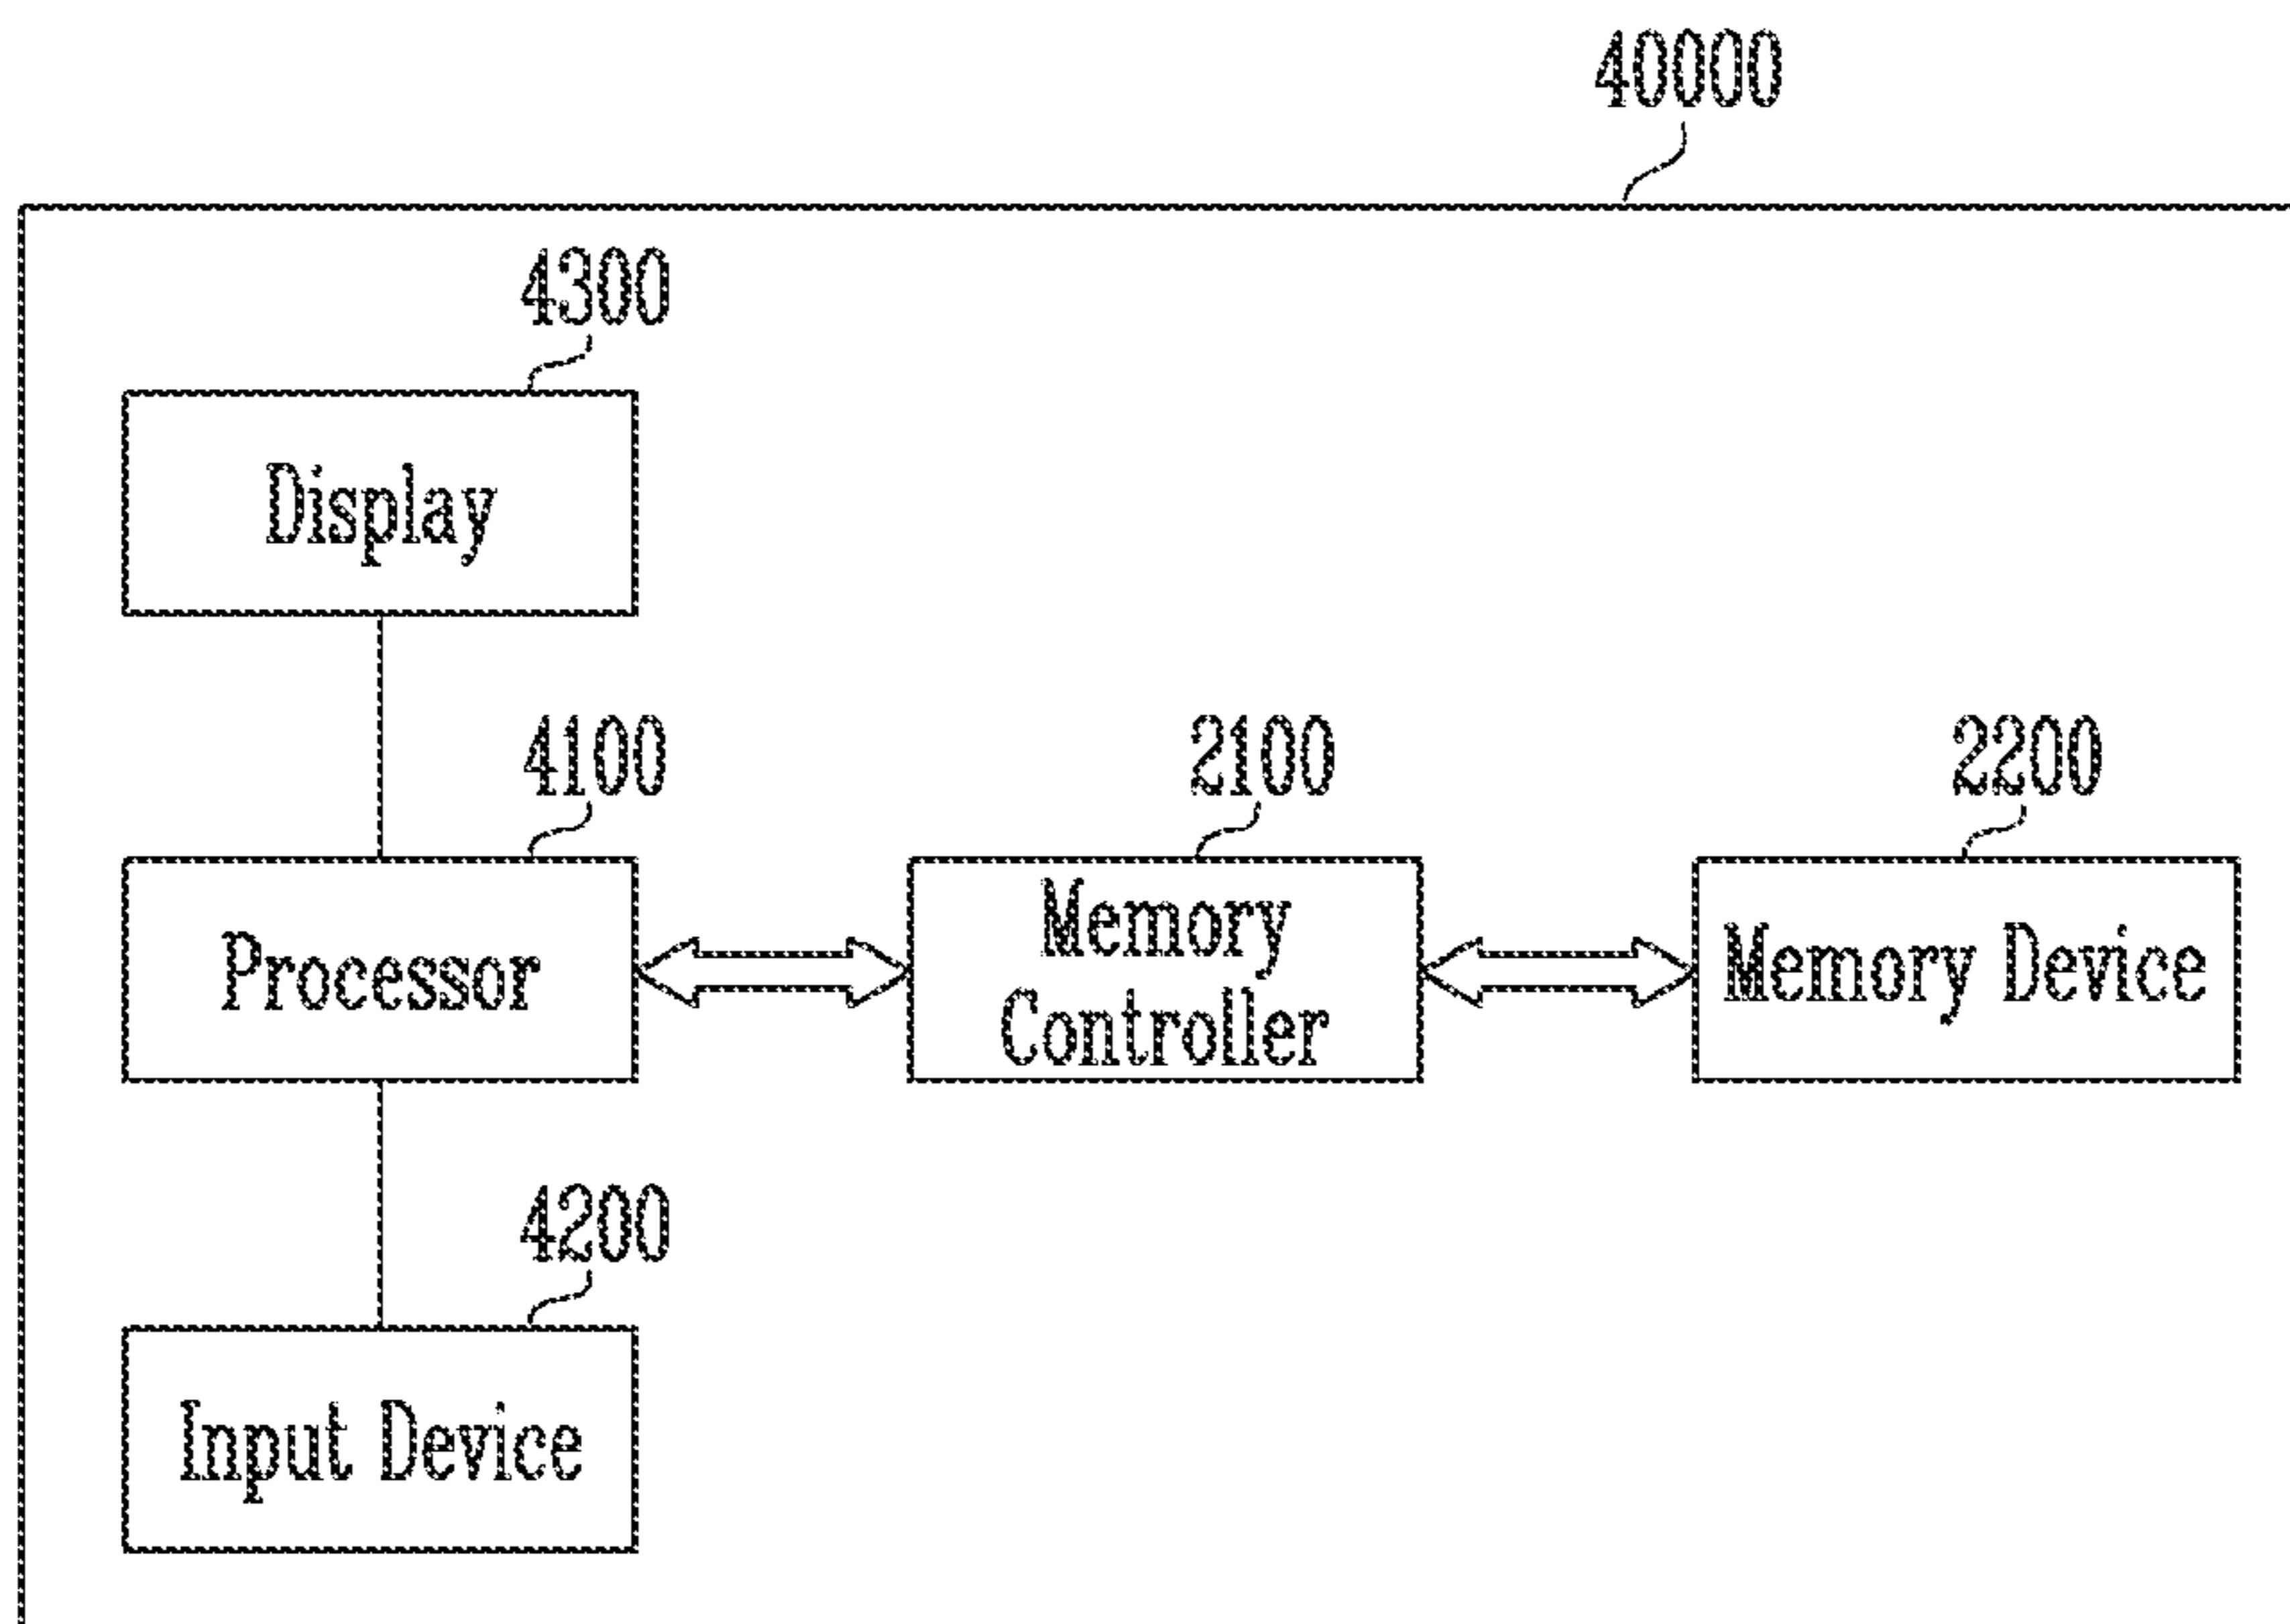 40000
4300
Display
4100
2100
2200
Processor
Memory
Controller
Memory Device
4200
Input Device